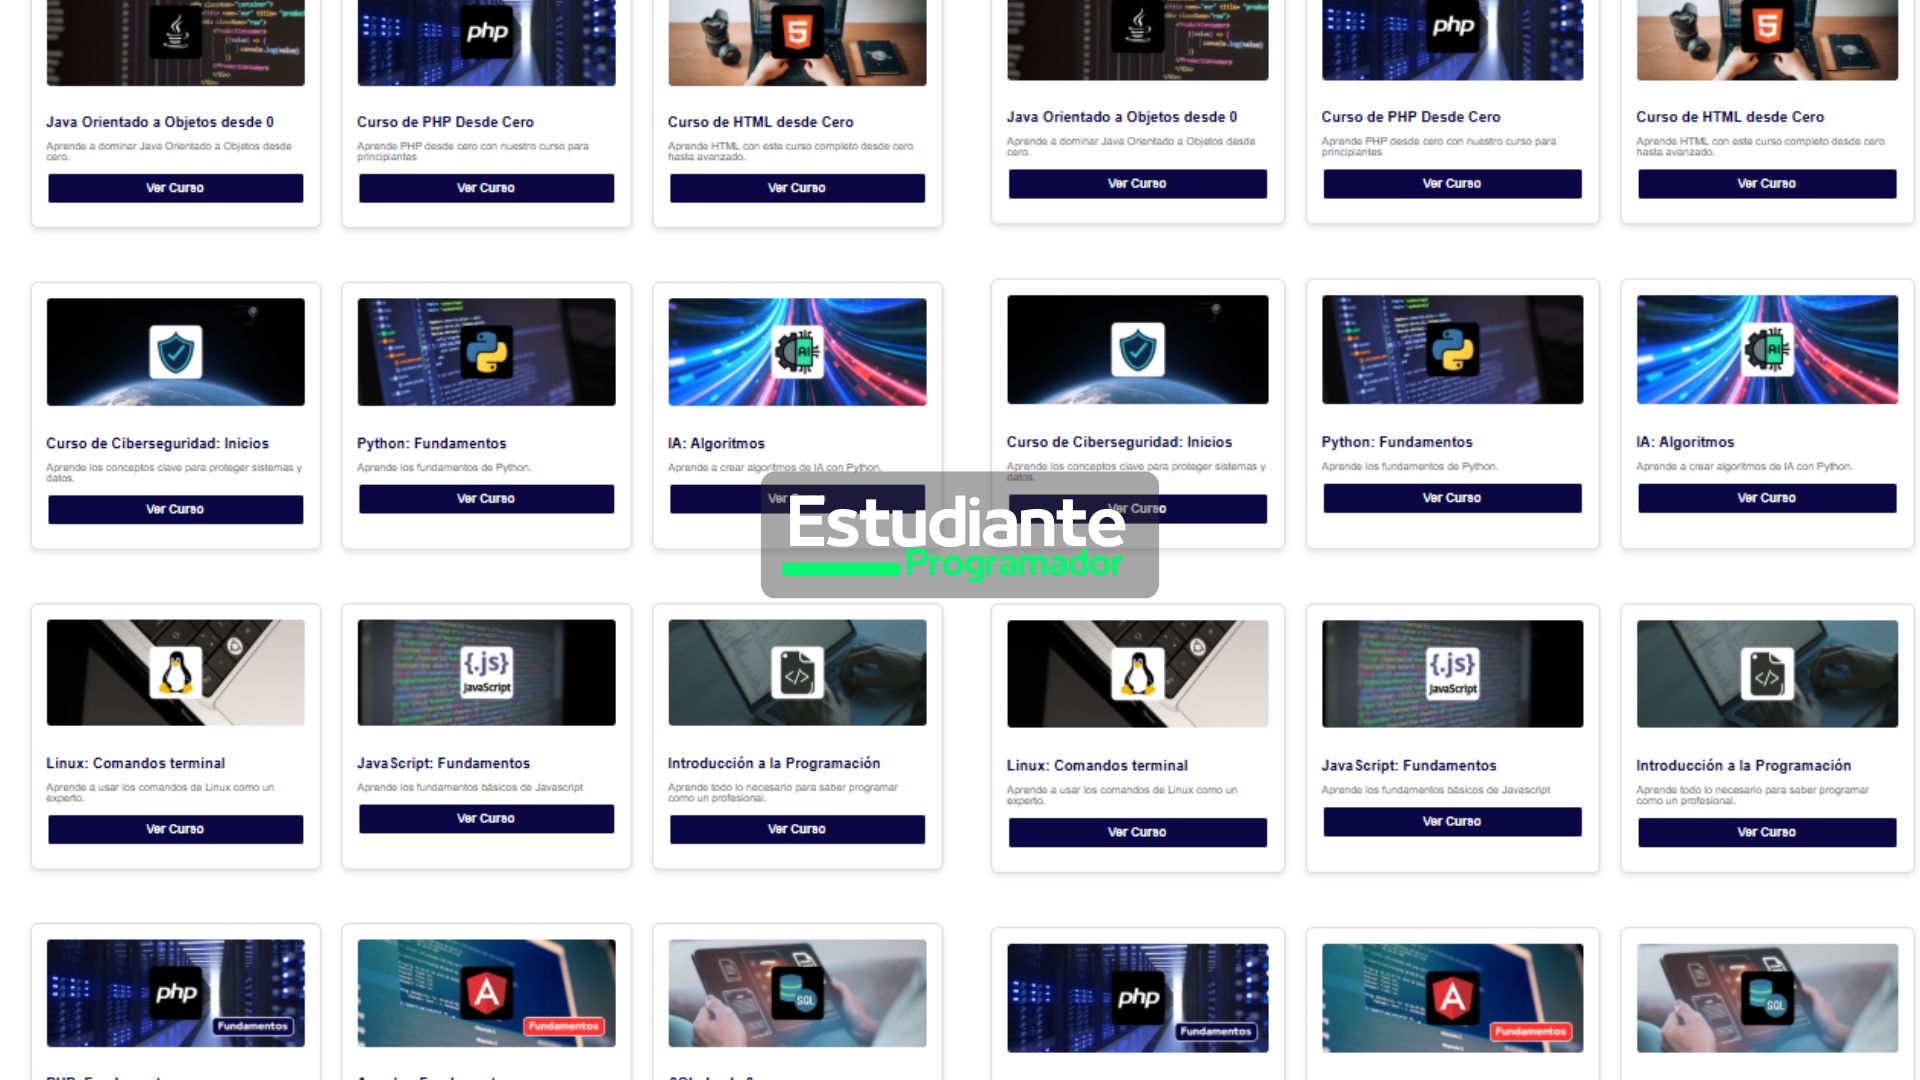 php
php
Java Orientado a Objetos desde 0
Aprende a dominar Java Orientado a Objetos desde
cero.
Ver Curso
Curso de PHP Desde Cero
Aprende PHP desde cero con nuestro curso para
principiantes
Ver Curso
Curso de HTML desde Cero
Aprende HTML con este curso completo desde cero
hasta avanzado.
Ver Curso
Java Orientado a Objetos desde 0
Aprende a dominar Java Orientado a Objetos desde
cero.
Ver Curso
Curso de PHP Desde Cero
Aprende PHP desde cero con nuestro curso para
principiantes
Ver Curso
Curso de HTML desde Cero
Aprende HTML con este curso completo desde cero
hasta avanzado.
Ver Curso
Curso de Ciberseguridad: Inicios
Aprende los conceptos clave para proteger sistemas y
datos.
Ver Curso
Python: Fundamentos
Aprende los fundamentos de Python.
Ver Curso
AI
IA: Algoritmos
Aprende a crear algoritmos de IA con Python.
Ver Curso
Curso de Ciberseguridad: Inicios
Aprende los conceptos clave para proteger sistemas y
datos.
Ver Curso
Python: Fundamentos
Aprende los fundamentos de Python.
Ver Curso
AI
IA: Algoritmos
Aprende a crear algoritmos de IA con Python.
Ver Curso
Estudiante
Programador
Linux: Comandos terminal
Aprende a usar los comandos de Linux como un
experto.
Ver Curso
{.js}
JavaScript
JavaScript: Fundamentos
Aprende los fundamentos básicos de Javascript
Ver Curso
</>
Introducción a la Programación
Aprende todo lo necesario para saber programar
como un profesional.
Ver Curso
Linux: Comandos terminal
Aprende a usar los comandos de Linux como un
experto.
Ver Curso
{.js}
JavaScript
JavaScript: Fundamentos
Aprende los fundamentos básicos de Javascript
Ver Curso
</>
Introducción a la Programación
Aprende todo lo necesario para saber programar
como un profesional.
Ver Curso
php
Fundamentos
Fundamentos
SQL
php
Fundamentos
Fundamentos
SQL